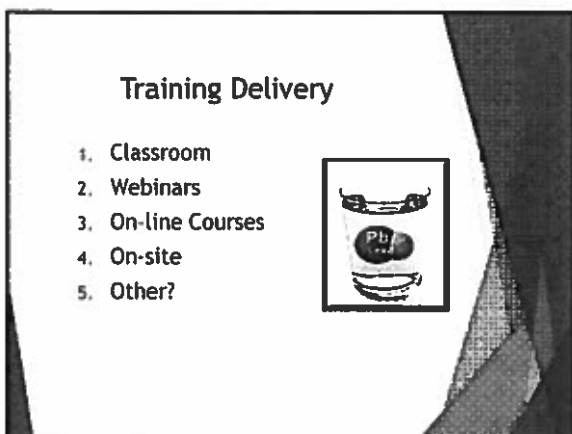 Training Delivery
1. Classroom
2. Webinars
3. On-line Courses
4. On-site
5. Other?
Pb